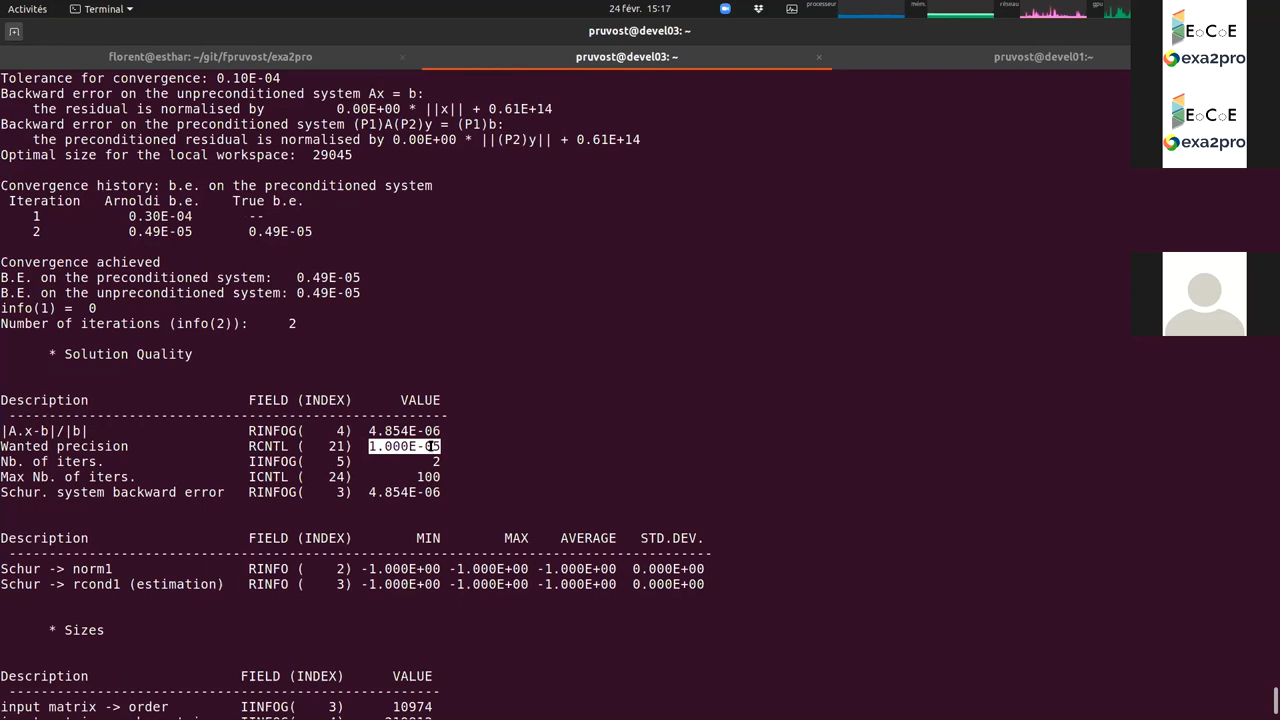 Activités Terminal 24 févr. 15:17 processeur mém. réseau gpu
pruvost@devel03: ~
florent@esthar: ~/git/fpruvost/exa2pro × pruvost@devel03: ~ × pruvost@devel01:~
Tolerance for convergence: 0.10E-04
Backward error on the unpreconditioned system Ax = b:
the residual is normalised by 0.00E+00 * ||x|| + 0.61E+14
Backward error on the preconditioned system (P1)A(P2)y = (P1)b:
the preconditioned residual is normalised by 0.00E+00 * ||(P2)y|| + 0.61E+14
Optimal size for the local workspace: 29045
Convergence history: b.e. on the preconditioned system
Iteration Arnoldi b.e. True b.e.
1 0.30E-04 --
2 0.49E-05 0.49E-05
Convergence achieved
B.E. on the preconditioned system: 0.49E-05
B.E. on the unpreconditioned system: 0.49E-05
info(1) = 0
Number of iterations (info(2)): 2
* Solution Quality
Description FIELD (INDEX) VALUE
-------------------------------------------------------
|A.x-b|/|b| RINFOG( 4) 4.854E-06
Wanted precision RCNTL ( 21) 1.000E-05
Nb. of iters. IINFOG( 5) 2
Max Nb. of iters. ICNTL ( 24) 100
Schur. system backward error RINFOG( 3) 4.854E-06
Description FIELD (INDEX) MIN MAX AVERAGE STD.DEV.
----------------------------------------------------------------------------------------
Schur -> norm1 RINFO ( 2) -1.000E+00 -1.000E+00 -1.000E+00 0.000E+00
Schur -> rcond1 (estimation) RINFO ( 3) -1.000E+00 -1.000E+00 -1.000E+00 0.000E+00
* Sizes
Description FIELD (INDEX) VALUE
------------------------------------------------------
input matrix -> order IINFOG( 3) 10974
EoCoE
exa2pro
EoCoE
exa2pro